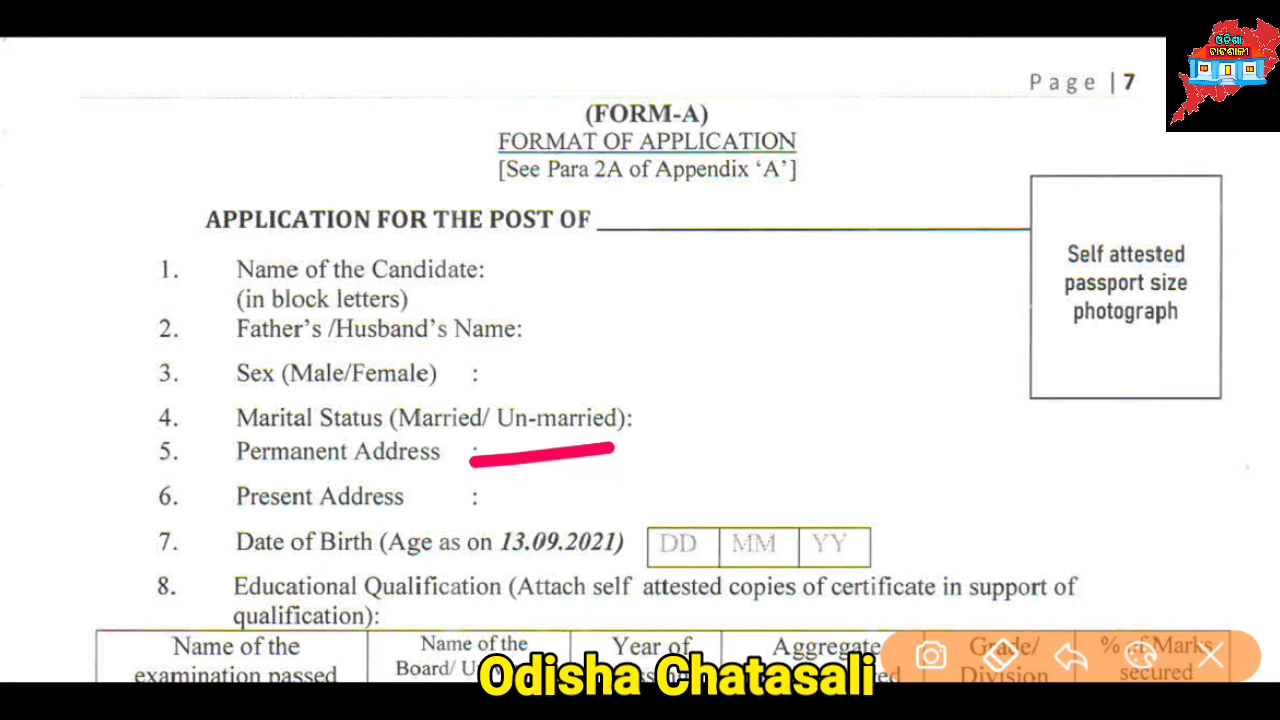 ଓଡ଼ିଶା
ଚାଟଶାଳୀ
Page | 7
(FORM-A)
FORMAT OF APPLICATION
[See Para 2A of Appendix ‘A’]
APPLICATION FOR THE POST OF
Self attested
passport size
photograph
1. Name of the Candidate:
(in block letters)
2. Father’s /Husband’s Name:
3. Sex (Male/Female) :
4. Marital Status (Married/ Un-married):
5. Permanent Address :
6. Present Address :
7. Date of Birth (Age as on 13.09.2021) DD MM YY
8. Educational Qualification (Attach self attested copies of certificate in support of
qualification):
Name of the Name of the Year of Aggregate Grade/ % of Marks
examination passed Board/ Division secured
Odisha Chatasali